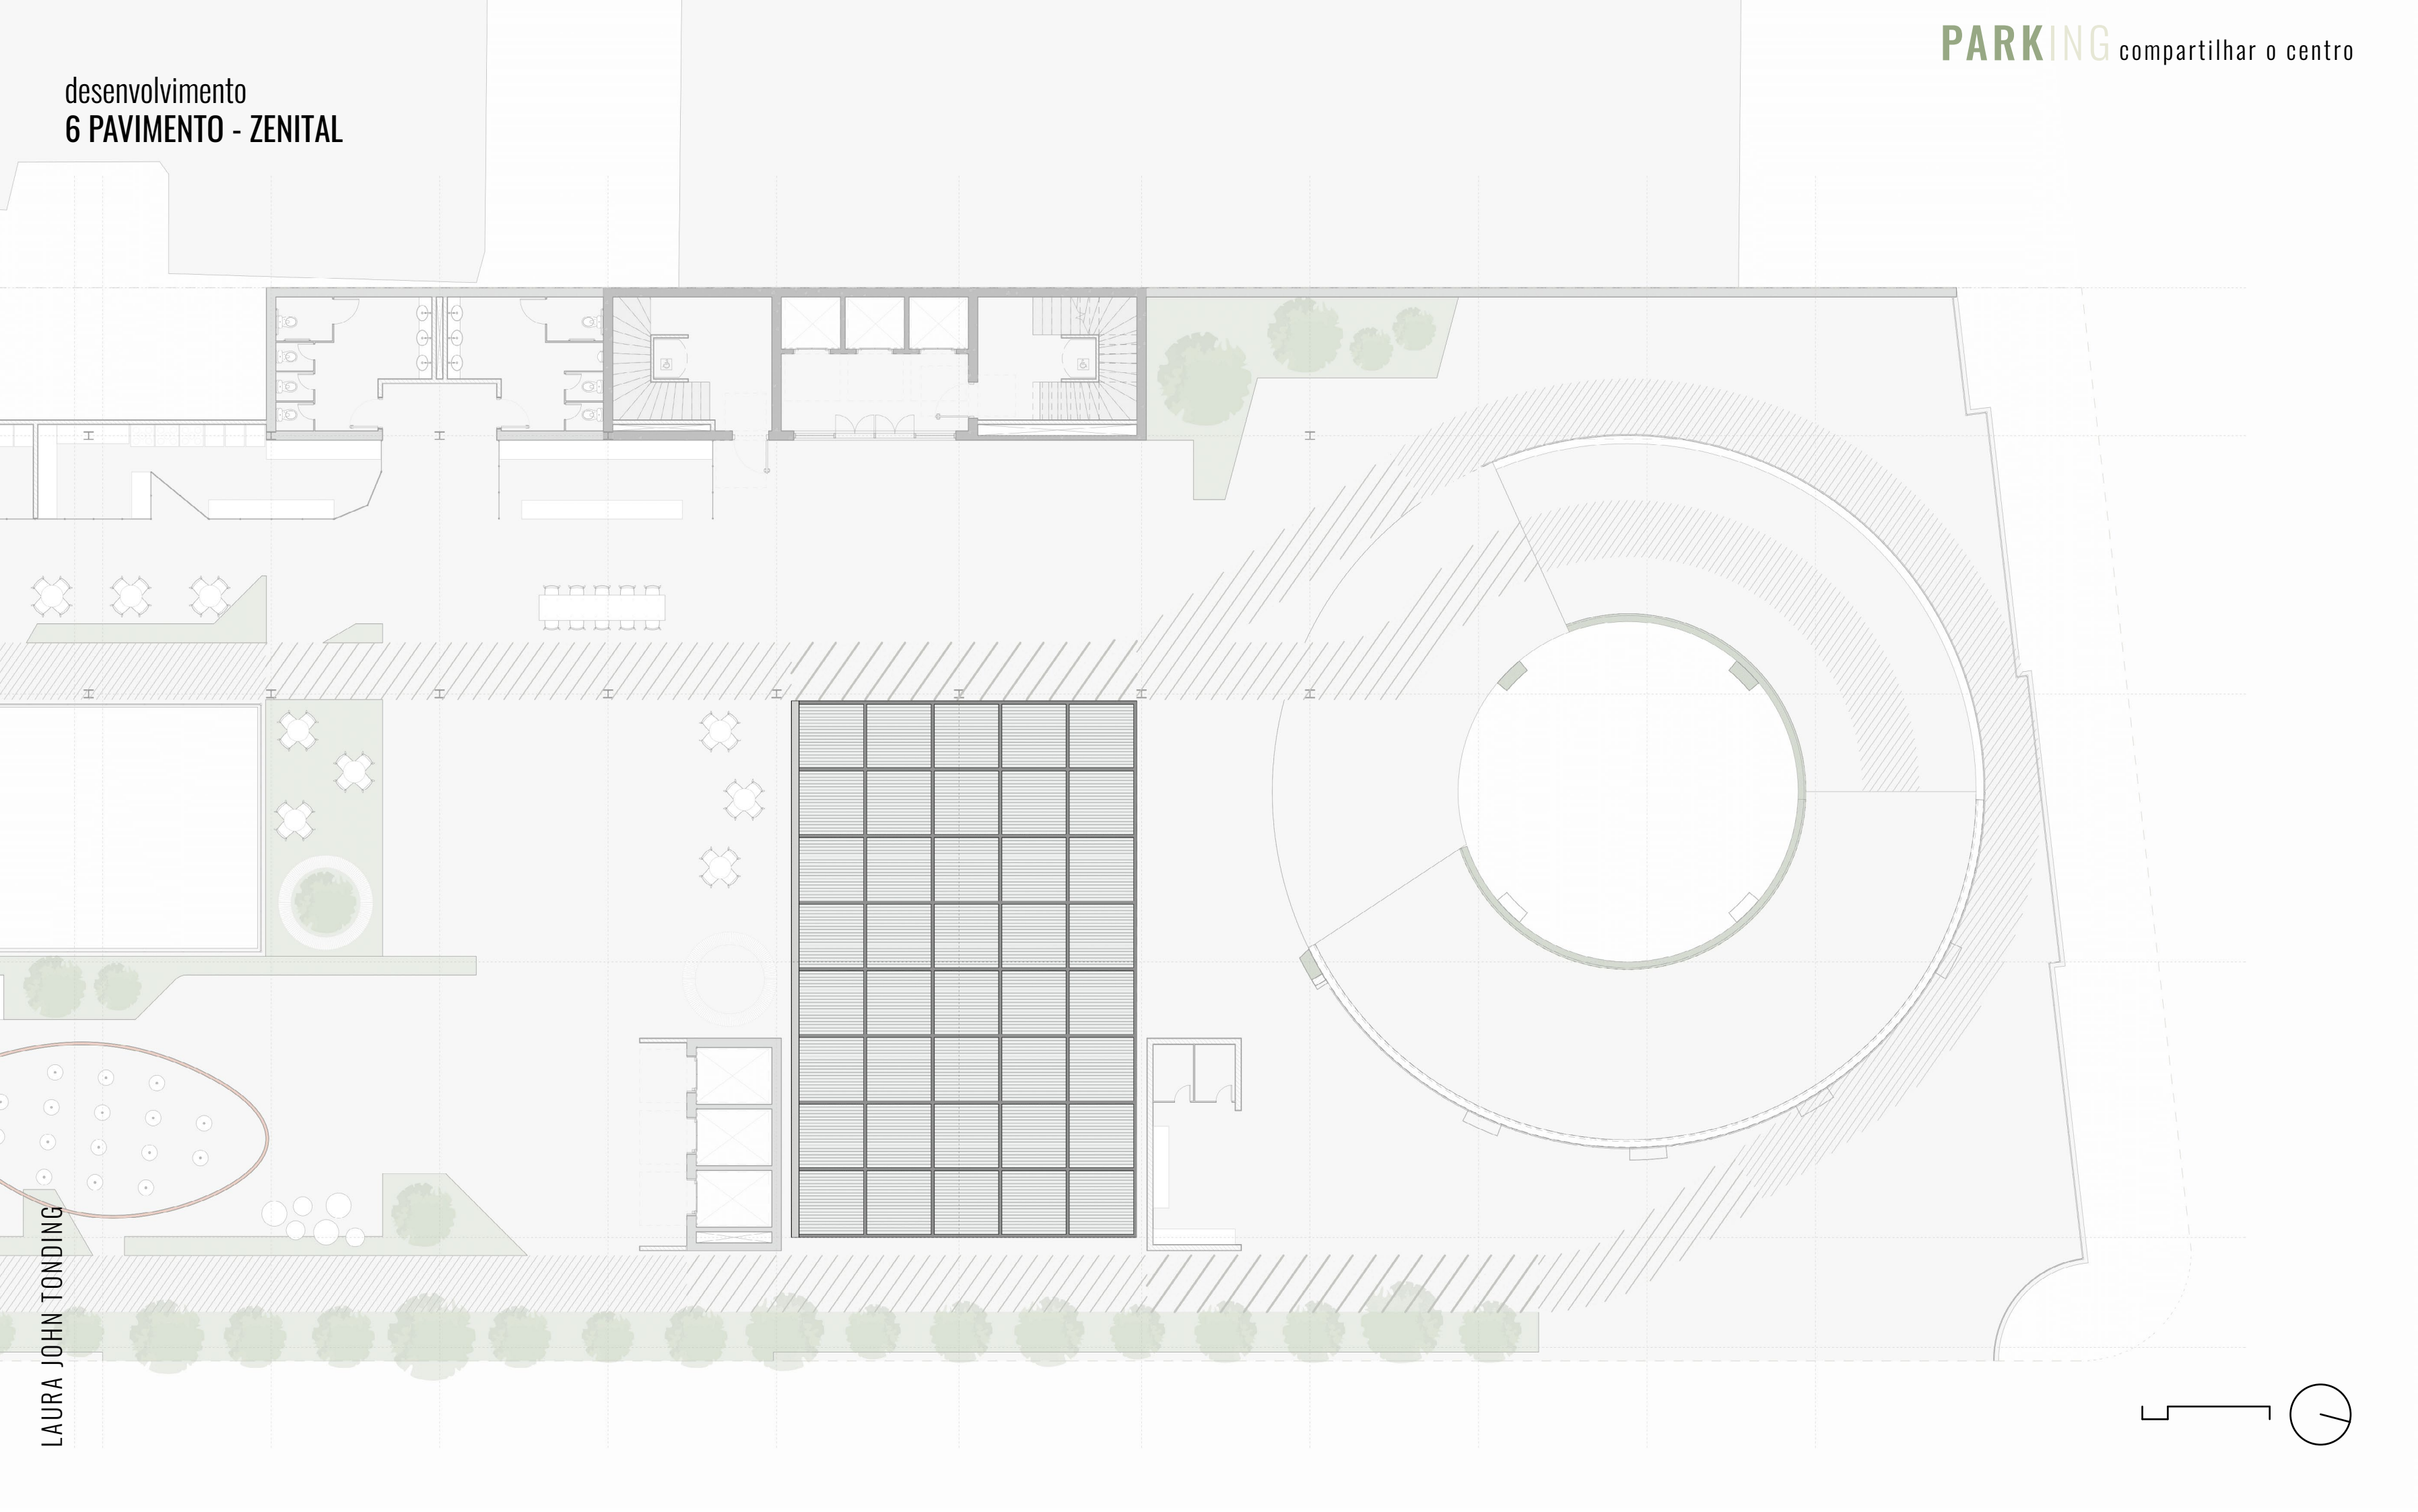 PARKING compartilhar o centro
desenvolvimento
6 PAVIMENTO - ZENITAL
LAURA JOHN TONDING